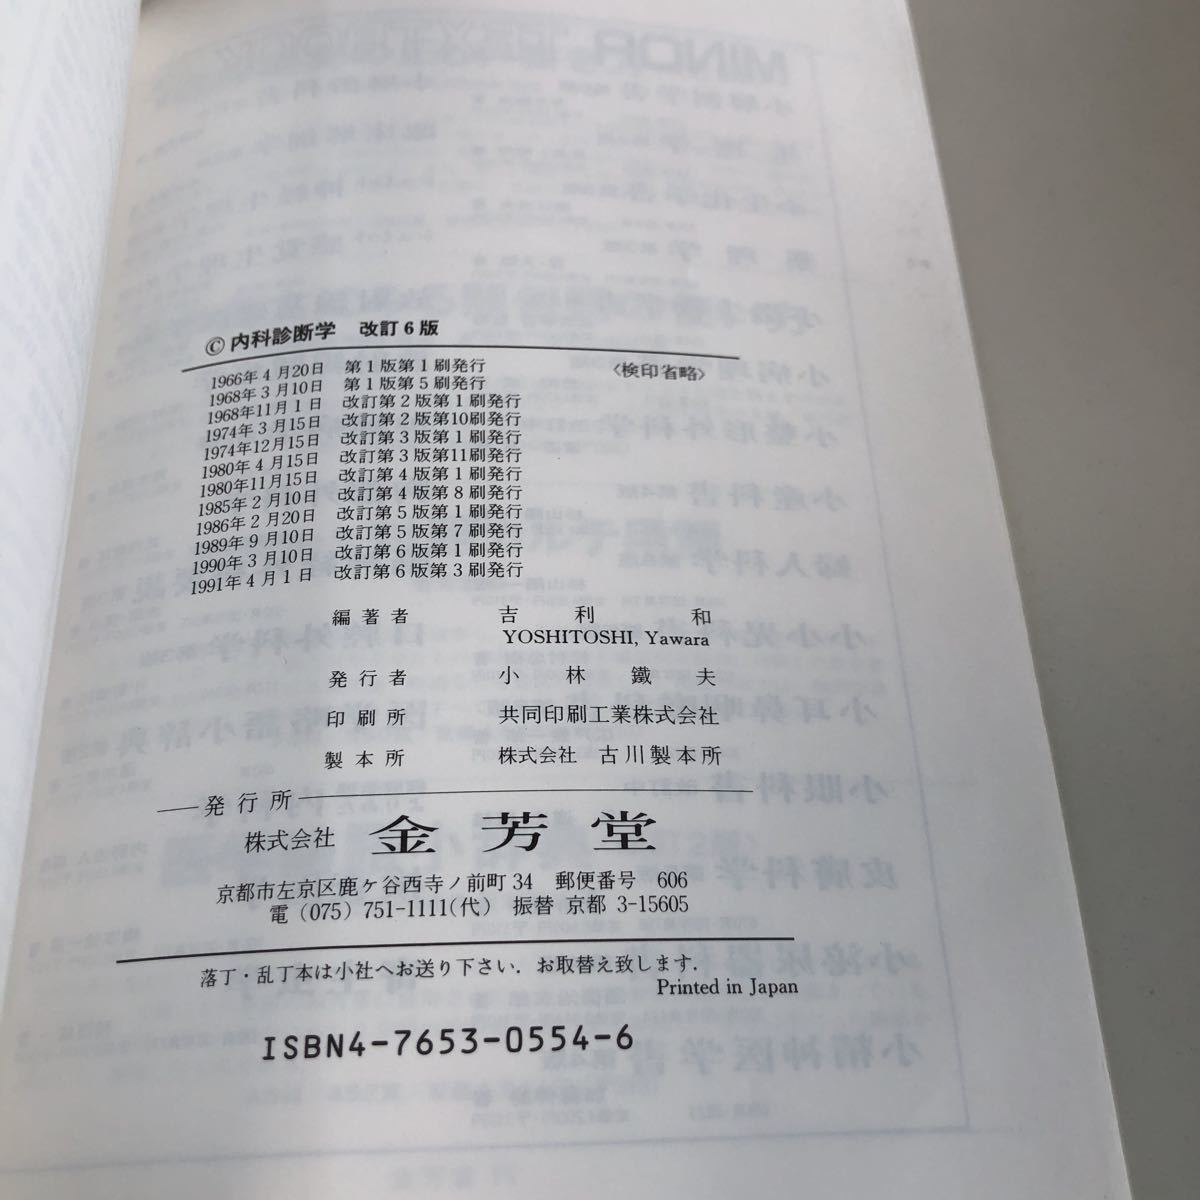 © 内科診断学 改訂6版
1966年4月20日 第1版第1刷発行 〈検印省略〉
1968年3月10日 第1版第5刷発行
1968年11月1日 改訂第2版第1刷発行
1974年3月15日 改訂第2版第10刷発行
1974年12月15日 改訂第3版第1刷発行
1980年4月15日 改訂第3版第11刷発行
1980年11月15日 改訂第4版第1刷発行
1985年2月10日 改訂第4版第8刷発行
1986年2月20日 改訂第5版第1刷発行
1989年9月10日 改訂第5版第7刷発行
1990年3月10日 改訂第6版第1刷発行
1991年4月1日 改訂第6版第3刷発行
編著者 吉利和
YOSHITOSHI, Yawara
発行者 小林鐵夫
印刷所 共同印刷工業株式会社
製本所 株式会社 古川製本所
発行所
株式会社 金芳堂
京都市左京区鹿ケ谷西寺ノ前町34 郵便番号 606
電(075)751-1111(代) 振替 京都 3-15605
落丁・乱丁本は小社へお送り下さい.お取替え致します.
Printed in Japan
ISBN4-7653-0554-6